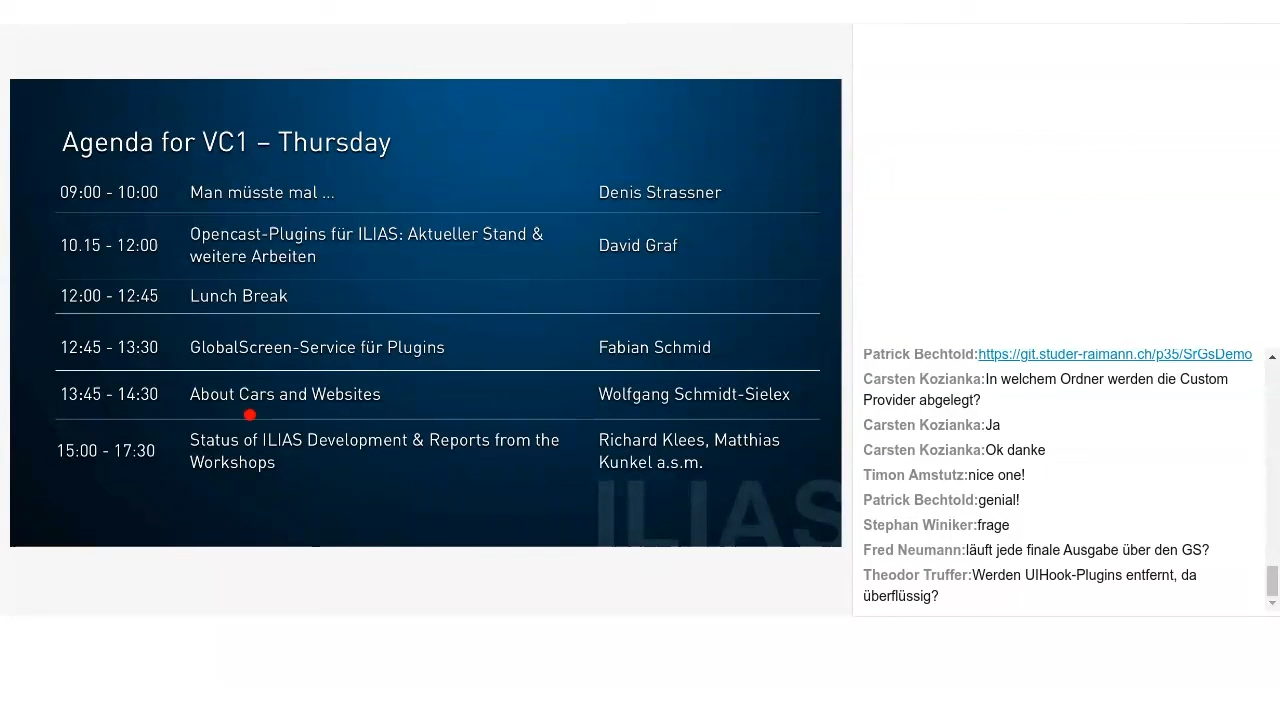 Agenda for VC1 – Thursday
09:00 - 10:00 Man müsste mal ... Denis Strassner
10.15 - 12:00 Opencast-Plugins für ILIAS: Aktueller Stand & weitere Arbeiten David Graf
12:00 - 12:45 Lunch Break
12:45 - 13:30 GlobalScreen-Service für Plugins Fabian Schmid
13:45 - 14:30 About Cars and Websites Wolfgang Schmidt-Sielex
15:00 - 17:30 Status of ILIAS Development & Reports from the Workshops Richard Klees, Matthias Kunkel a.s.m.
ILIAS
Patrick Bechtold:https://git.studer-raimann.ch/p35/SrGsDemo
Carsten Kozianka:In welchem Ordner werden die Custom
Provider abgelegt?
Carsten Kozianka:Ja
Carsten Kozianka:Ok danke
Timon Amstutz:nice one!
Patrick Bechtold:genial!
Stephan Winiker:frage
Fred Neumann:läuft jede finale Ausgabe über den GS?
Theodor Truffer:Werden UIHook-Plugins entfernt, da
überflüssig?